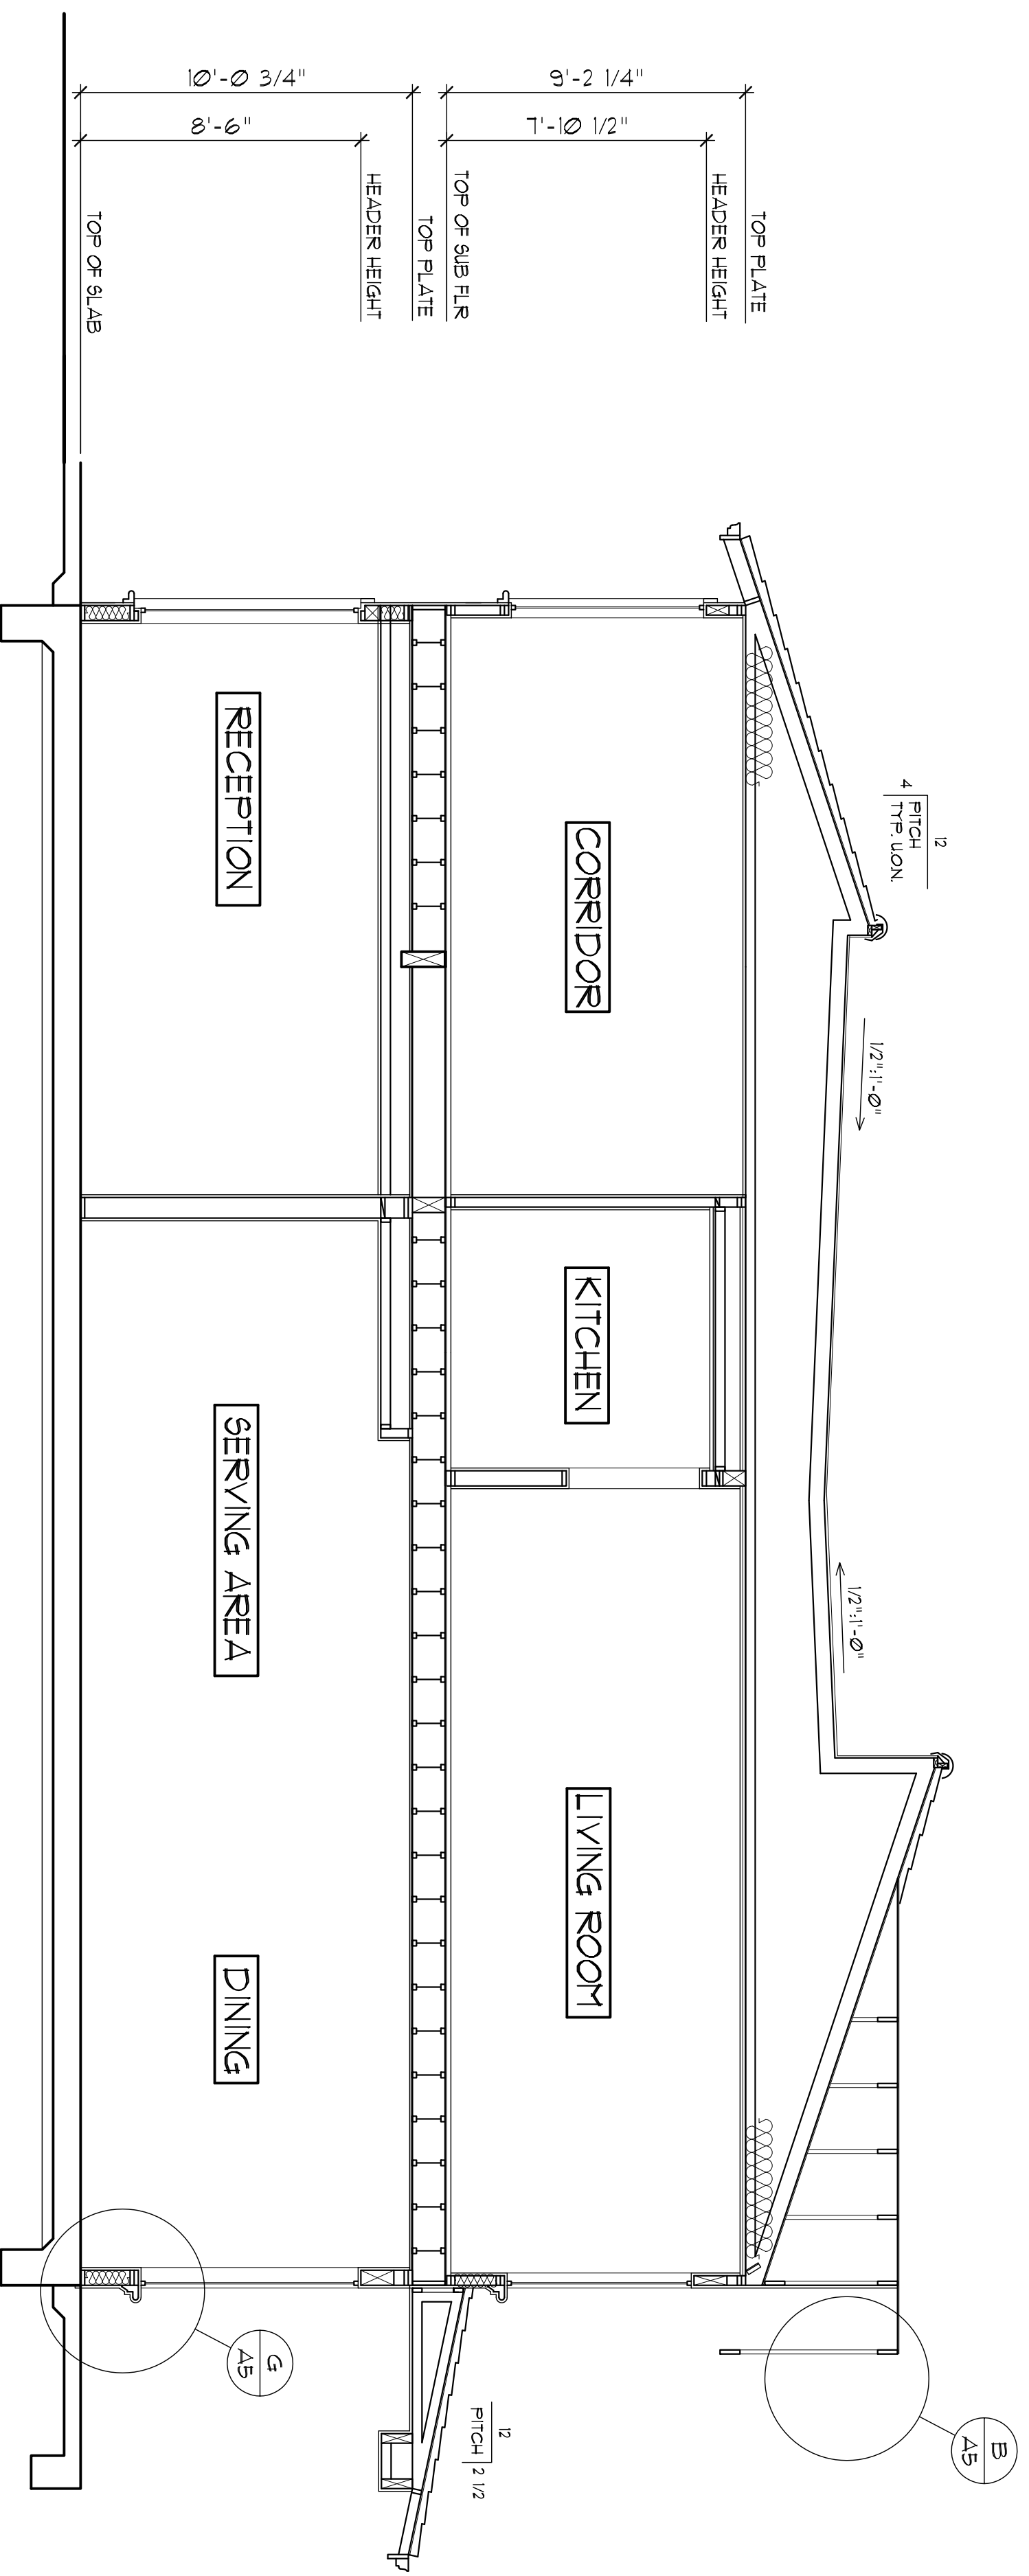 12
4
PITCH
TYP. U.O.N.
1/2":1'-0"
1/2":1'-0"
B
A5
TOP PLATE
HEADER HEIGHT
9'-2 1/4"
7'-10 1/2"
TOP OF SUB FLR
CORRIDOR
KITCHEN
LIVING ROOM
12
PITCH
2 1/2
TOP PLATE
HEADER HEIGHT
10'-0 3/4"
8'-6"
TOP OF SLAB
RECEPTION
SERVING AREA
DINING
G
A5